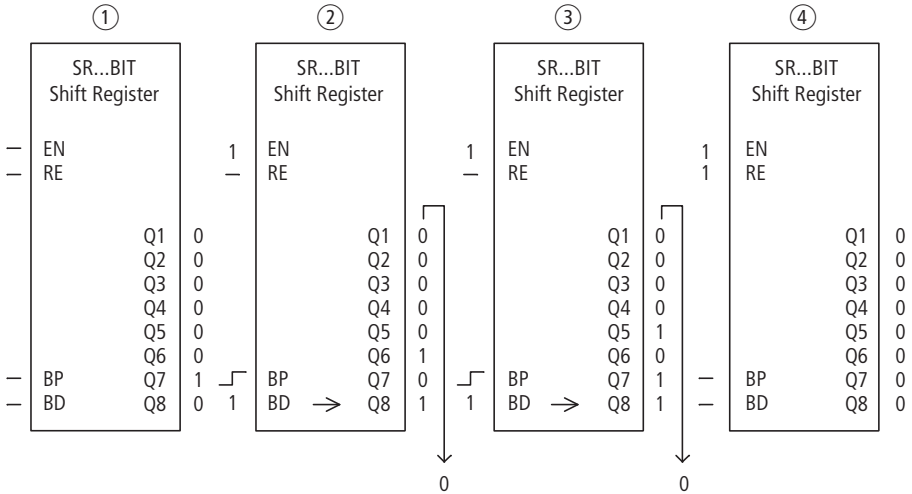 ① ② ③ ④
SR...BIT SR...BIT SR...BIT SR...BIT
Shift Register Shift Register Shift Register Shift Register
– EN 1 EN 1 EN 1 EN
– RE – RE – RE 1 RE
Q1 0 Q1 0 Q1 0 Q1 0
Q2 0 Q2 0 Q2 0 Q2 0
Q3 0 Q3 0 Q3 0 Q3 0
Q4 0 Q4 0 Q4 0 Q4 0
Q5 0 Q5 0 Q5 1 Q5 0
Q6 0 Q6 1 Q6 0 Q6 0
– BP Q7 1 BP Q7 0 BP Q7 1 – BP Q7 0
– BD Q8 0 1 BD Q8 1 1 BD Q8 1 – BD Q8 0
0 0